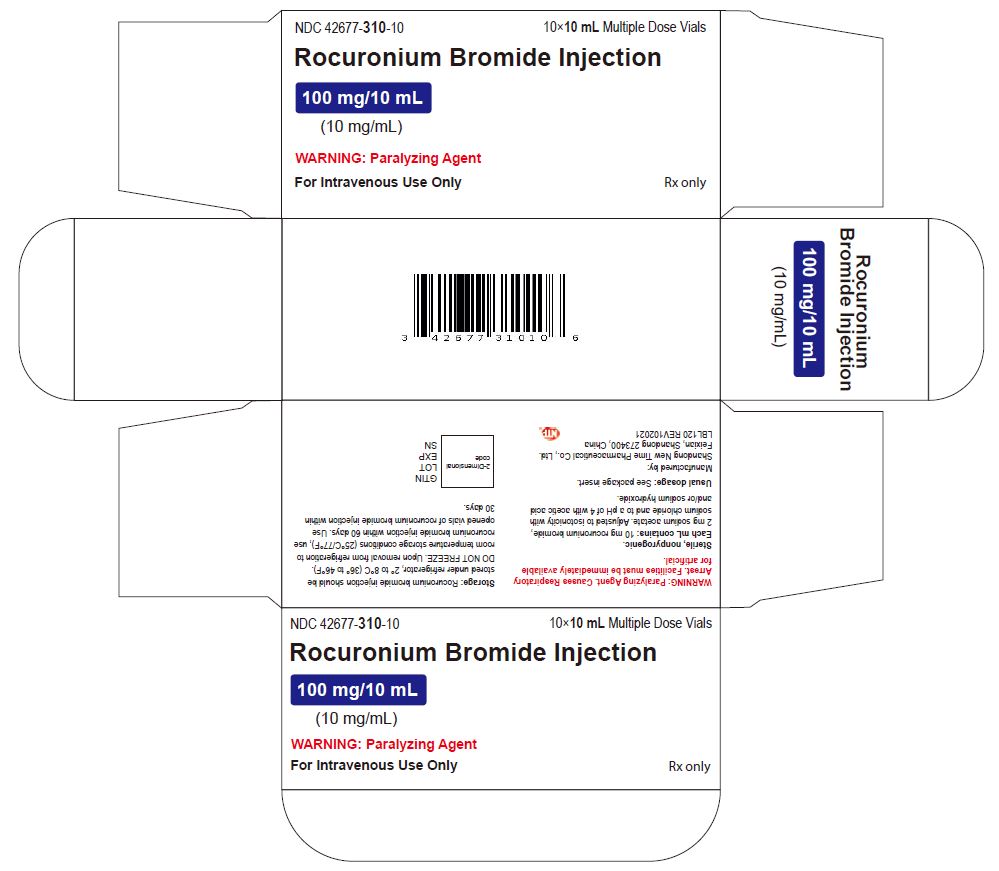 NDC 42677-310-10
10×10 mL Multiple Dose Vials
Rocuronium Bromide Injection
100 mg/10 mL
(10 mg/mL)
WARNING: Paralyzing Agent
For Intravenous Use Only
Rx only
3 42677 31010 6
Rocuronium
Bromide Injection
100 mg/10 mL
(10 mg/mL)
WARNING: Paralyzing Agent. Causes Respiratory
Arrest. Facilities must be immediately available
for artificial.
Sterile, nonpyrogenic.
Each mL contains: 10 mg rocuronium bromide,
2 mg sodium acetate. Adjusted to isotonicity with
sodium chloride and to a pH of 4 with acetic acid
and/or sodium hydroxide.
Usual dosage: See package insert.
Manufactured by:
Shandong New Time Pharmaceutical Co., Ltd.
Feixian, Shandong 273400, China
LBL120 REV102021
NTP
Storage: Rocuronium bromide injection should be
stored under refrigerator, 2° to 8°C (36° to 46°F).
DO NOT FREEZE. Upon removal from refrigeration to
room temperature storage conditions (25°C/77°F), use
rocuronium bromide injection within 60 days. Use
opened vials of rocuronium bromide injection within
30 days.
2-Dimensional
code
GTIN
LOT
EXP
SN
NDC 42677-310-10
10×10 mL Multiple Dose Vials
Rocuronium Bromide Injection
100 mg/10 mL
(10 mg/mL)
WARNING: Paralyzing Agent
For Intravenous Use Only
Rx only